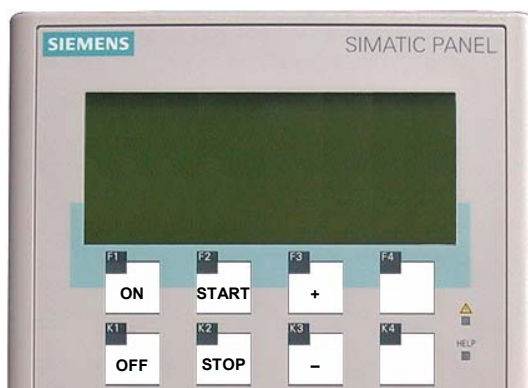 SIEMENS SIMATIC PANEL
F1 F2 F3 F4
ON START +
K1 K2 K3 K4
HELP
OFF STOP –